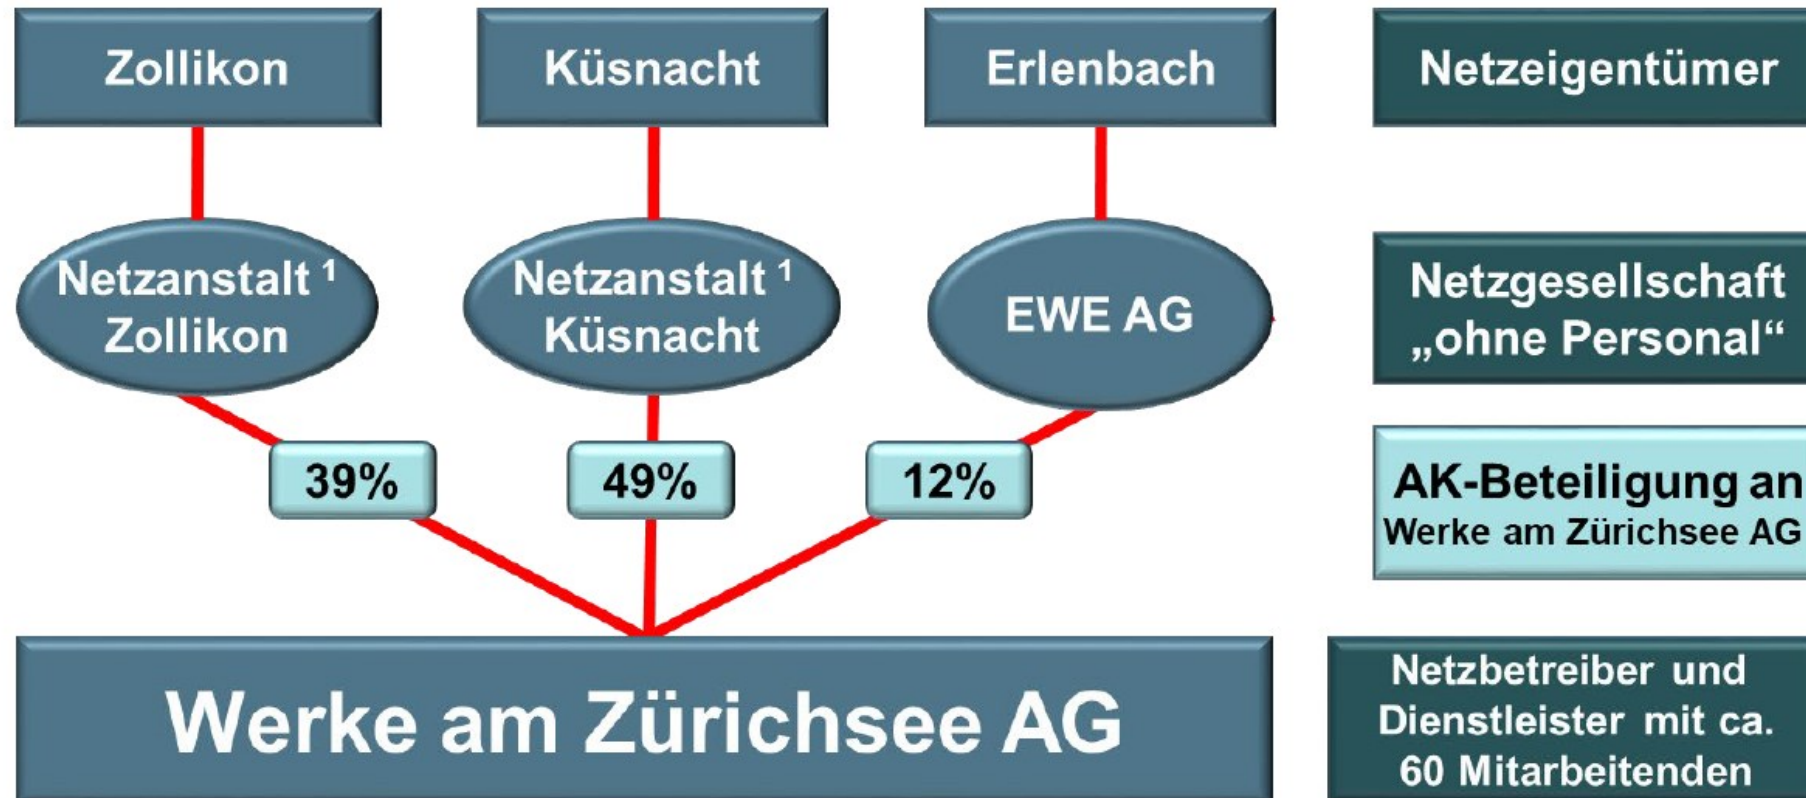 Zollikon
Küsnacht
Erlenbach
Netzeigentümer
Netzanstalt ¹
Zollikon
Netzanstalt ¹
Küsnacht
EWE AG
Netzgesellschaft
„ohne Personal“
39%
49%
12%
AK-Beteiligung an
Werke am Zürichsee AG
Werke am Zürichsee AG
Netzbetreiber und
Dienstleister mit ca.
60 Mitarbeitenden